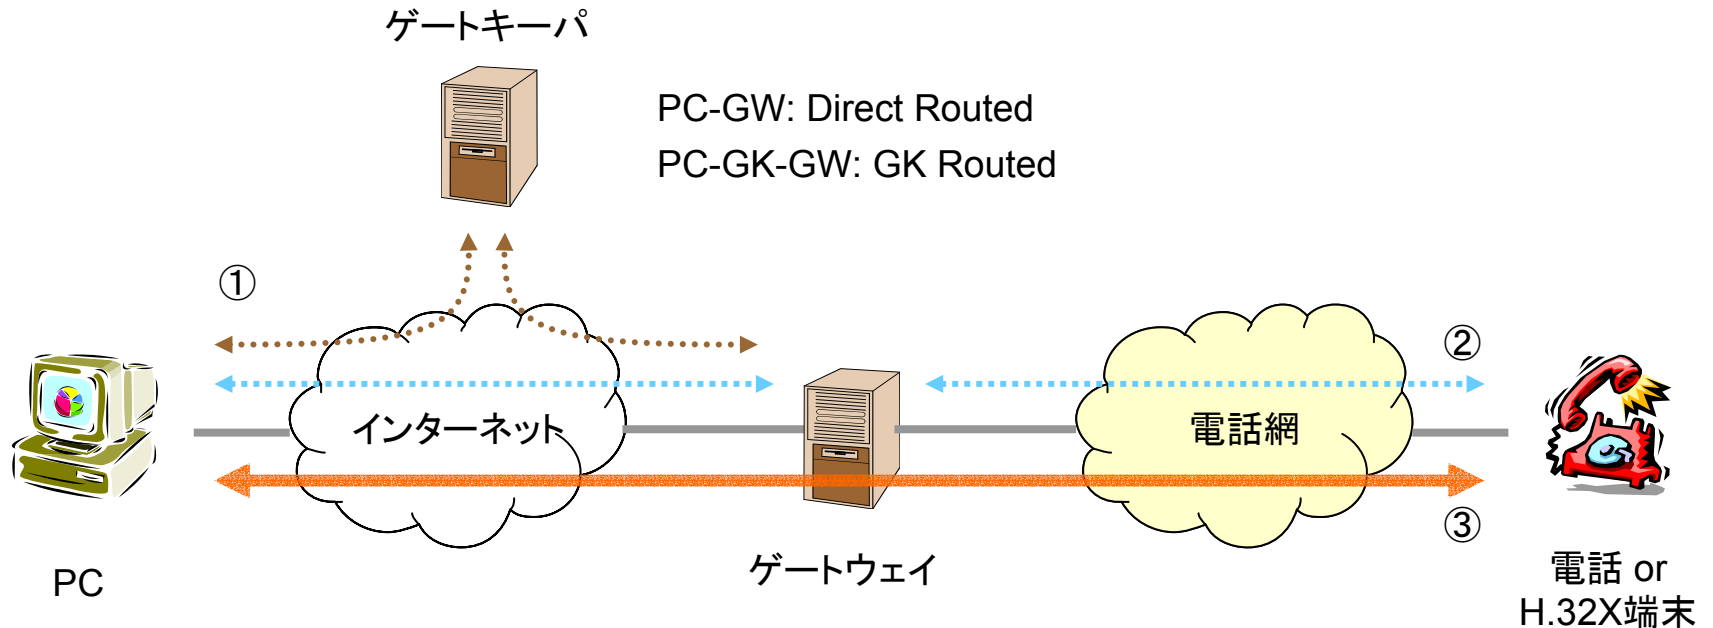 ゲートキーパ
PC-GW: Direct Routed
PC-GK-GW: GK Routed
①
②
インターネット
電話網
③
ゲートウェイ
PC
電話 or
H.32X端末